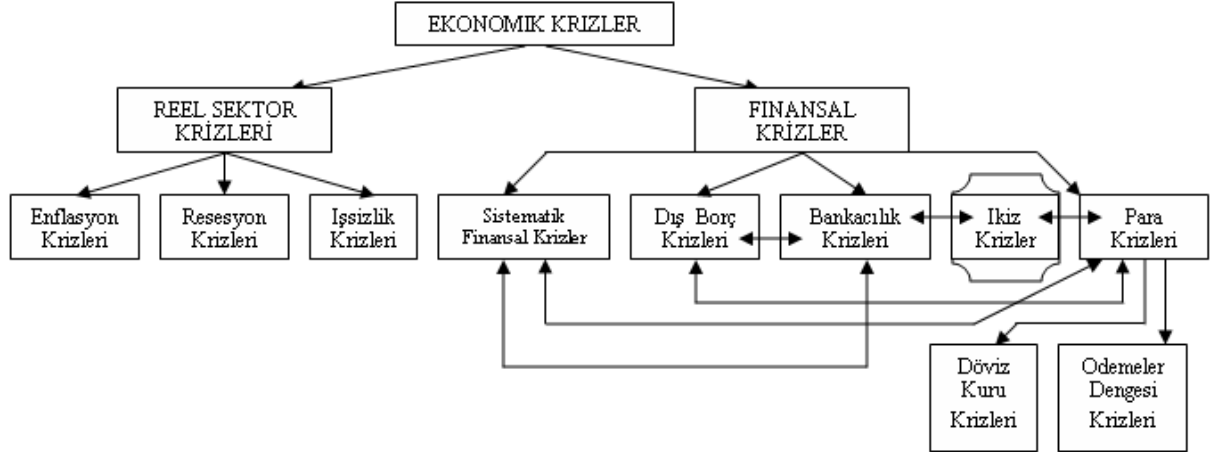 EKONOMIK KRIZLER
REEL SEKTOR
KRİZLERİ
FINANSAL
KRİZLER
Enflasyon
Krizleri
Resesyon
Krizleri
Işsizlik
Krizleri
Sistematik
Finansal Krizler
Dış Borç
Krizleri
Bankacılık
Krizleri
Ikiz
Krizler
Para
Krizleri
Döviz
Kuru
Krizleri
Odemeler
Dengesi
Krizleri